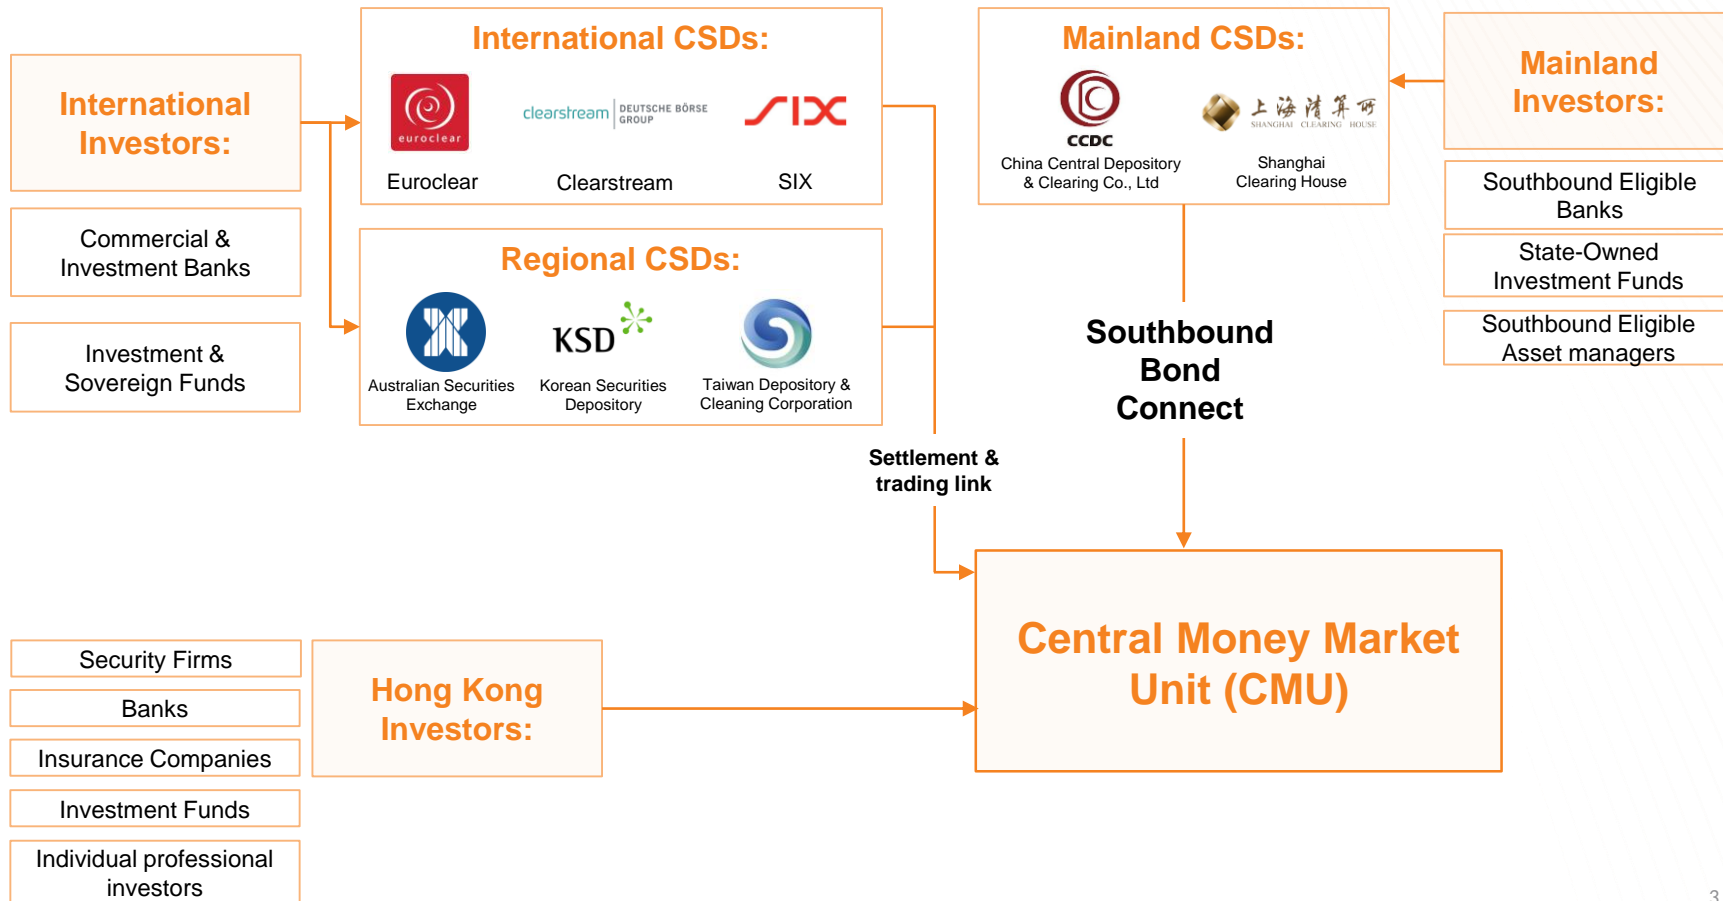 International CSDs:
euroclear
clearstream
DEUTSCHE BÖRSE
GROUP
SIX
Euroclear
Clearstream
SIX
Mainland CSDs:
CCDC
上海清算所
SHANGHAI CLEARING HOUSE
China Central Depository
& Clearing Co., Ltd
Shanghai
Clearing House
Mainland
Investors:
Southbound Eligible
Banks
State-Owned
Investment Funds
Southbound Eligible
Asset managers
International
Investors:
Commercial &
Investment Banks
Investment &
Sovereign Funds
Regional CSDs:
KSD
Australian Securities
Exchange
Korean Securities
Depository
Taiwan Depository &
Cleaning Corporation
Settlement &
trading link
Southbound
Bond
Connect
Central Money Market
Unit (CMU)
Hong Kong
Investors:
Security Firms
Banks
Insurance Companies
Investment Funds
Individual professional
investors
3